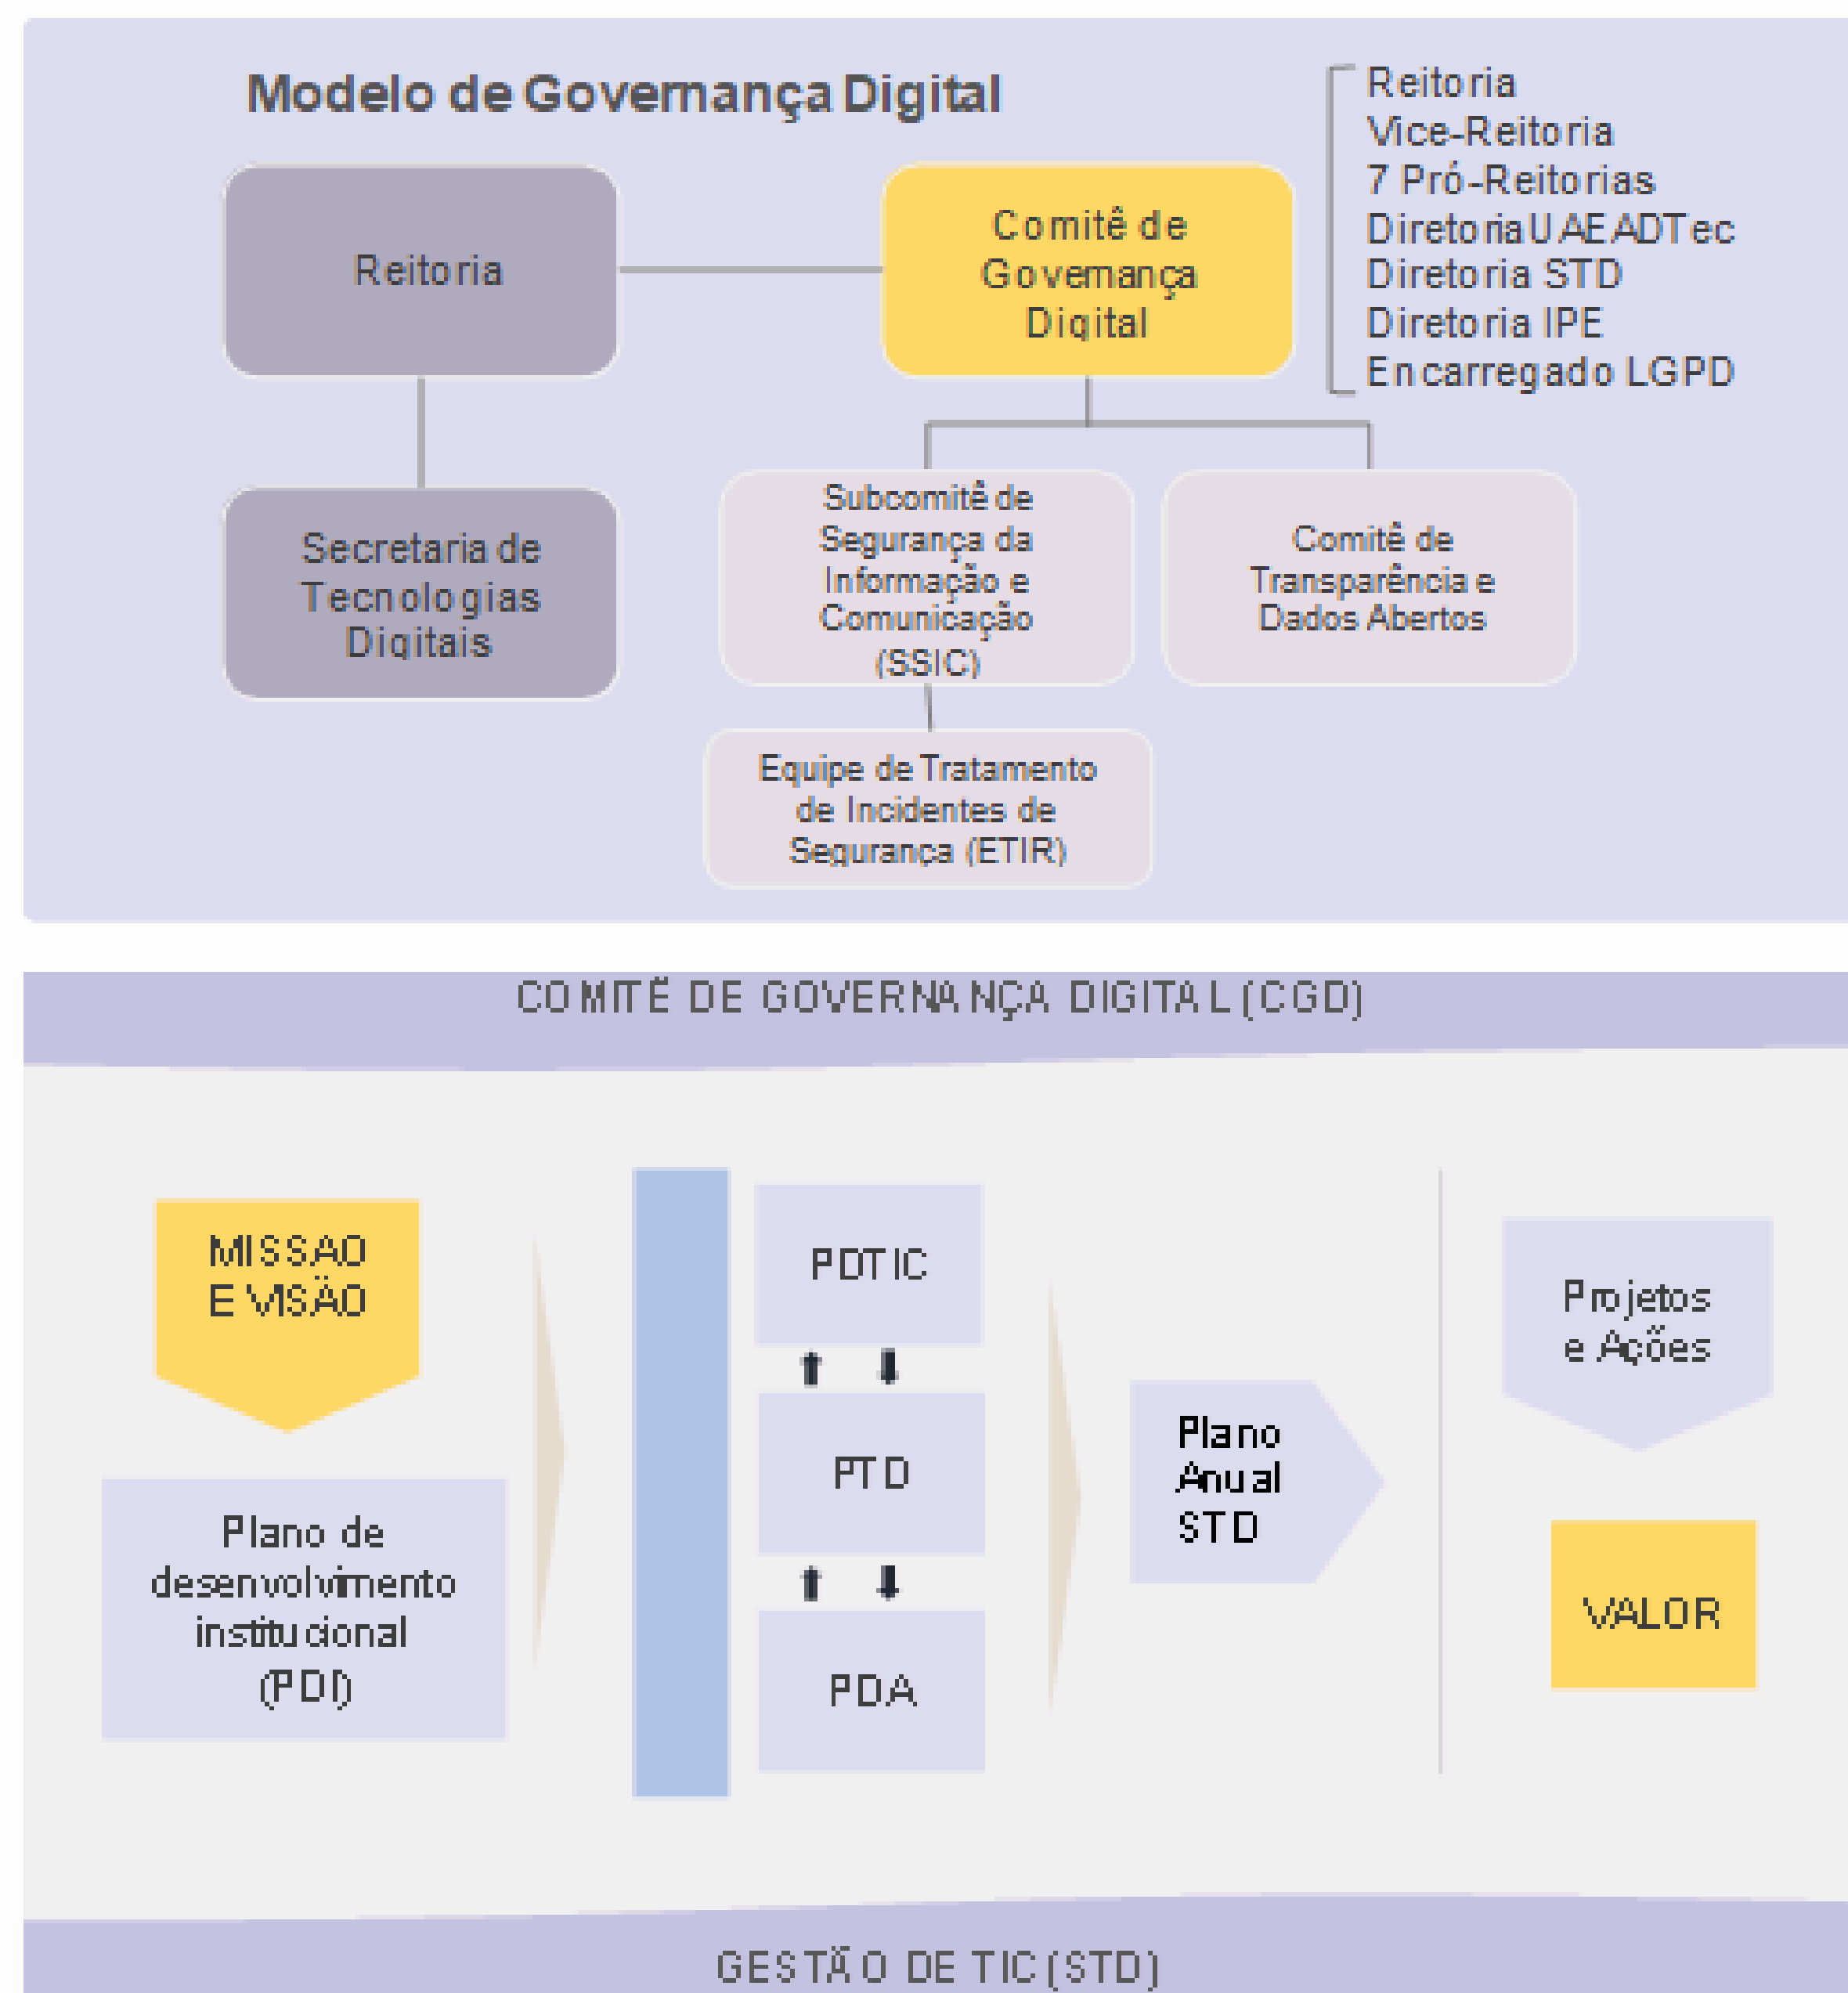 Modelo de Governança Digital
Reitoria
Vice-Reitoria
7 Pró-Reitorias
Diretoria UAEADTec
Diretoria STD
Diretoria IPE
Encarregado LGPD
Reitoria
Comitê de
Governança
Digital
Secretaria de
Tecnologias
Digitais
Subcomitê de
Segurança da
Informação e
Comunicação
(SSIC)
Comitê de
Transparência e
Dados Abertos
Equipe de Tratamento
de Incidentes de
Segurança (ETIR)
COMITÊ DE GOVERNANÇA DIGITAL (CGD)
MISSÃO
E VISÃO
Plano de
desenvolvimento
institucional
(PDI)
PDTIC
PTD
PDA
Plano
Anual
STD
Projetos
e Ações
VALOR
GESTÃO DE TIC (STD)